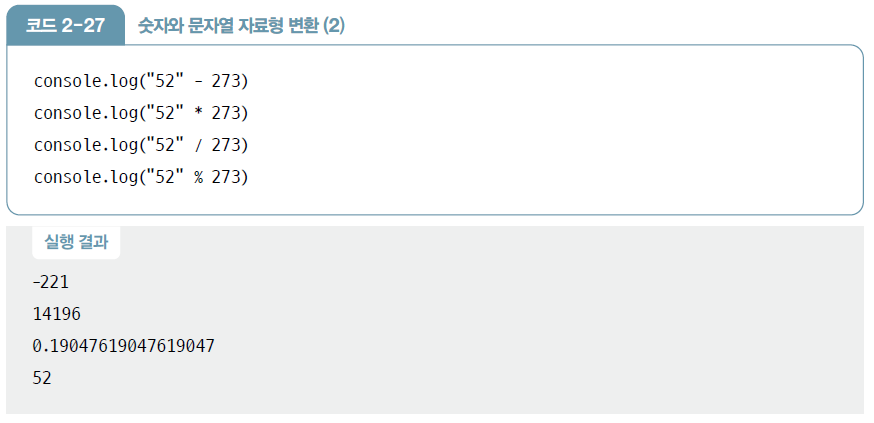 코드 2-27 숫자와 문자열 자료형 변환 (2)
console.log("52" - 273)
console.log("52" * 273)
console.log("52" / 273)
console.log("52" % 273)
실행 결과
-221
14196
0.19047619047619047
52